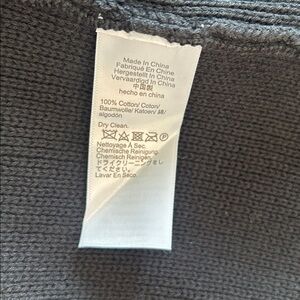 Made In China
Fabriqué En Chine
Hergestellt In China
Vervaardigd In China
中国製
hecho en china
100% Cotton/ Coton/
Baumwolle/ Katoen/ 綿/
algodón
Dry Clean.
Nettoyage À Sec.
Chemische Reinigung.
Chemisch Reinigen.
ドライクリーニングをし
てください。
Lavar En Seco.